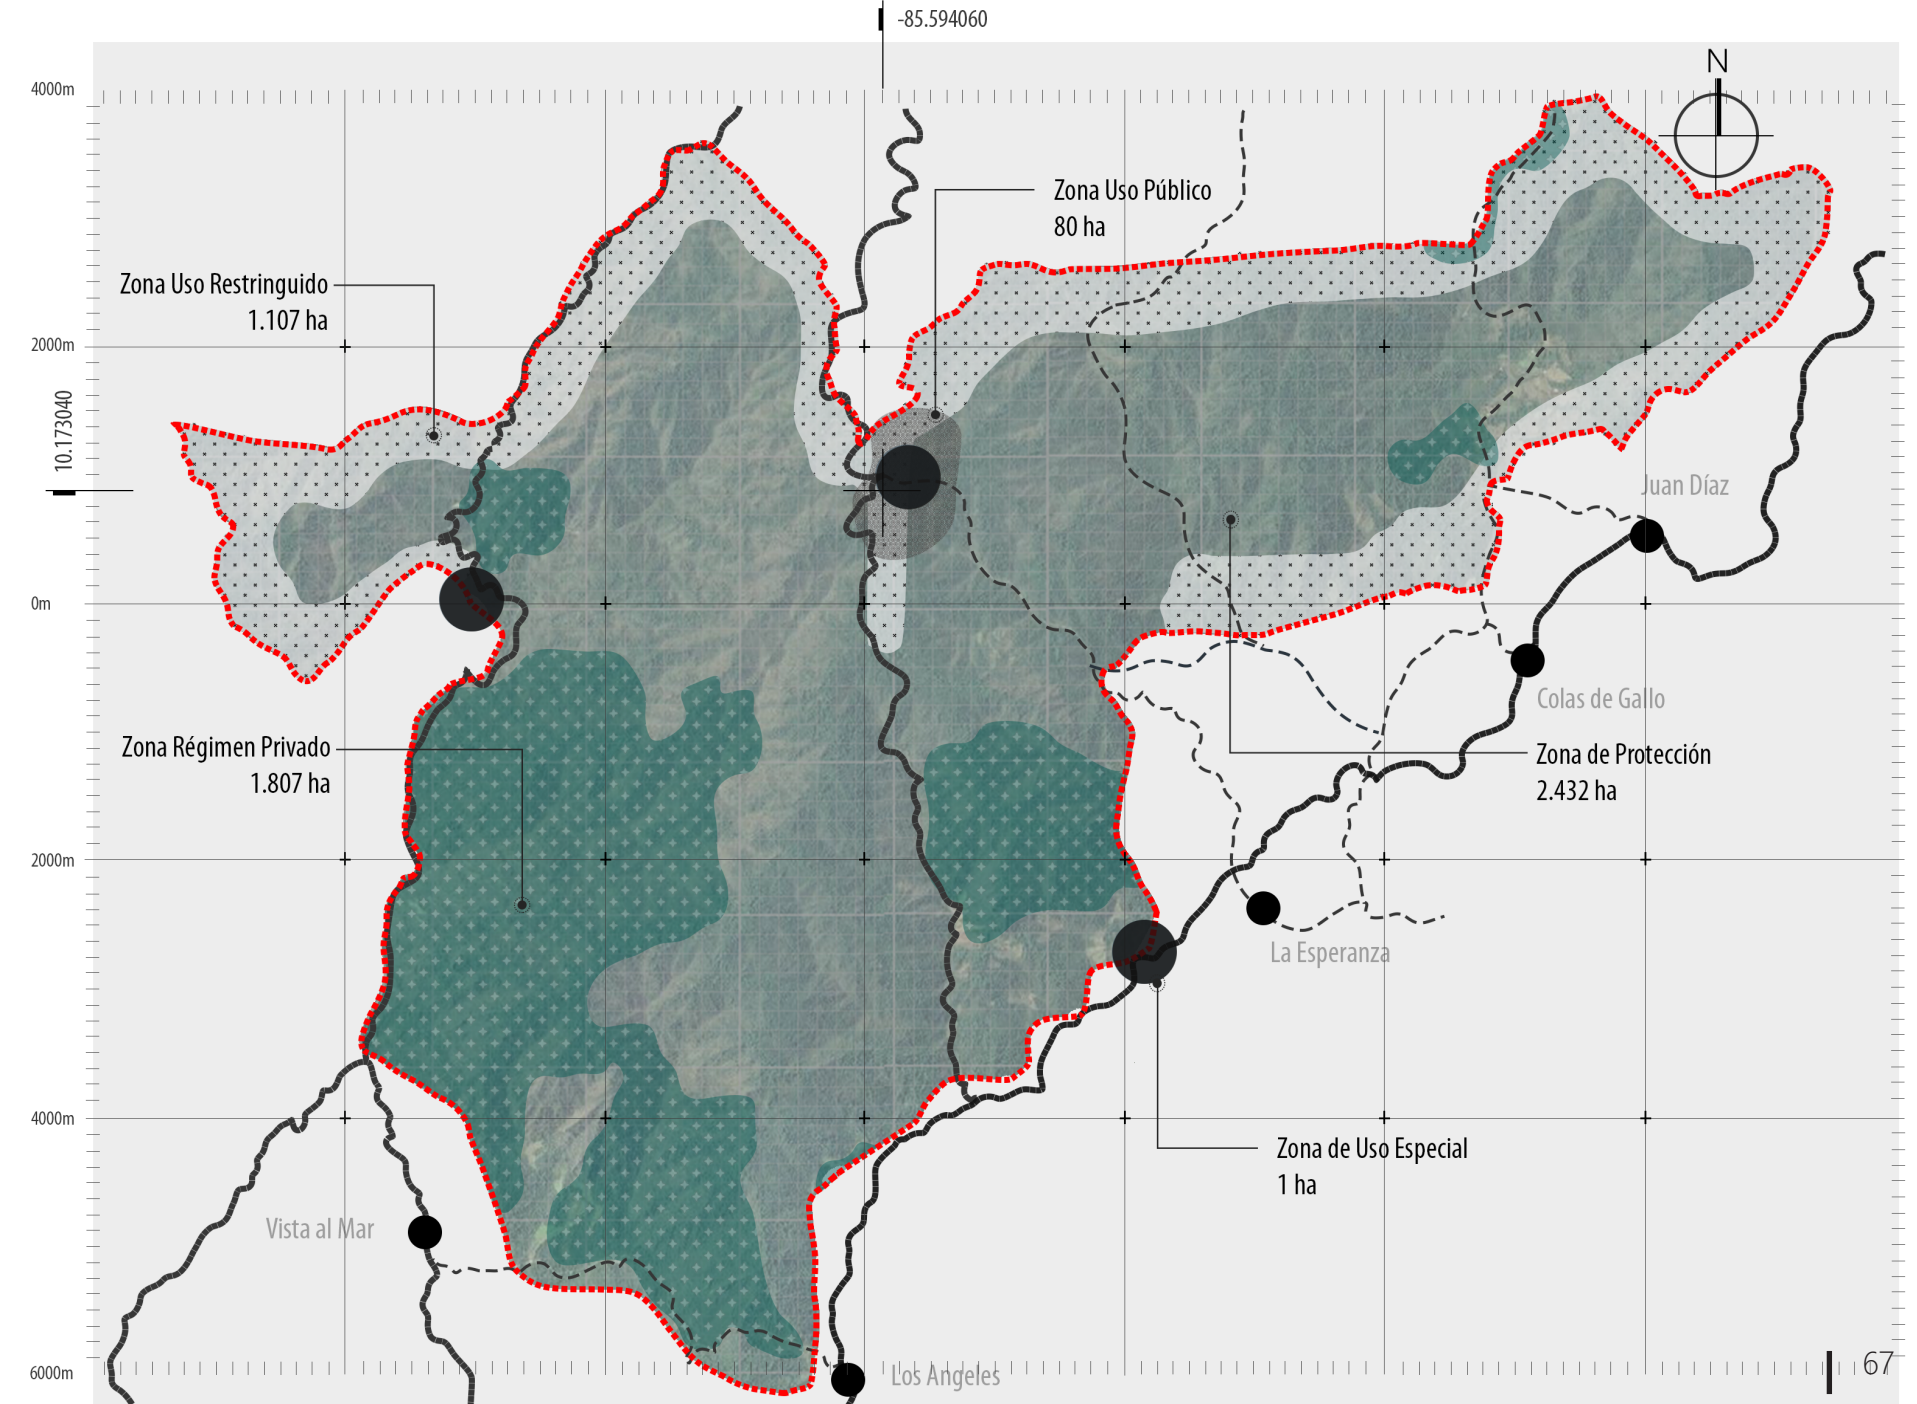 -85.594060
N
4000m
Zona Uso Público
80 ha
Zona Uso Restringuido
1.107 ha
2000m
10.173040
Juan Díaz
0m
Colas de Gallo
Zona Régimen Privado
1.807 ha
Zona de Protección
2.432 ha
2000m
La Esperanza
4000m
Zona de Uso Especial
1 ha
Vista al Mar
6000m
Los Angeles
67